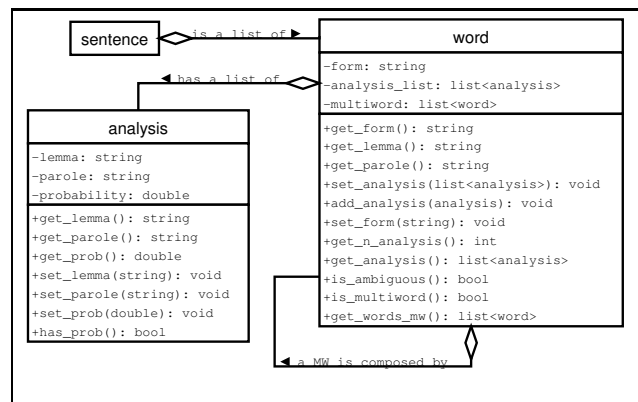 sentence
is a list of
word
-form: string
-analysis_list: list<analysis>
-multiword: list<word>
+get_form(): string
+get_lemma(): string
+get_parole(): string
+set_analysis(list<analysis>): void
+add_analysis(analysis): void
+set_form(string): void
+get_n_analysis(): int
+get_analysis(): list<analysis>
+is_ambiguous(): bool
+is_multiword(): bool
+get_words_mw(): list<word>
has a list of
analysis
-lemma: string
-parole: string
-probability: double
+get_lemma(): string
+get_parole(): string
+get_prob(): double
+set_lemma(string): void
+set_parole(string): void
+set_prob(double): void
+has_prob(): bool
a MW is composed by